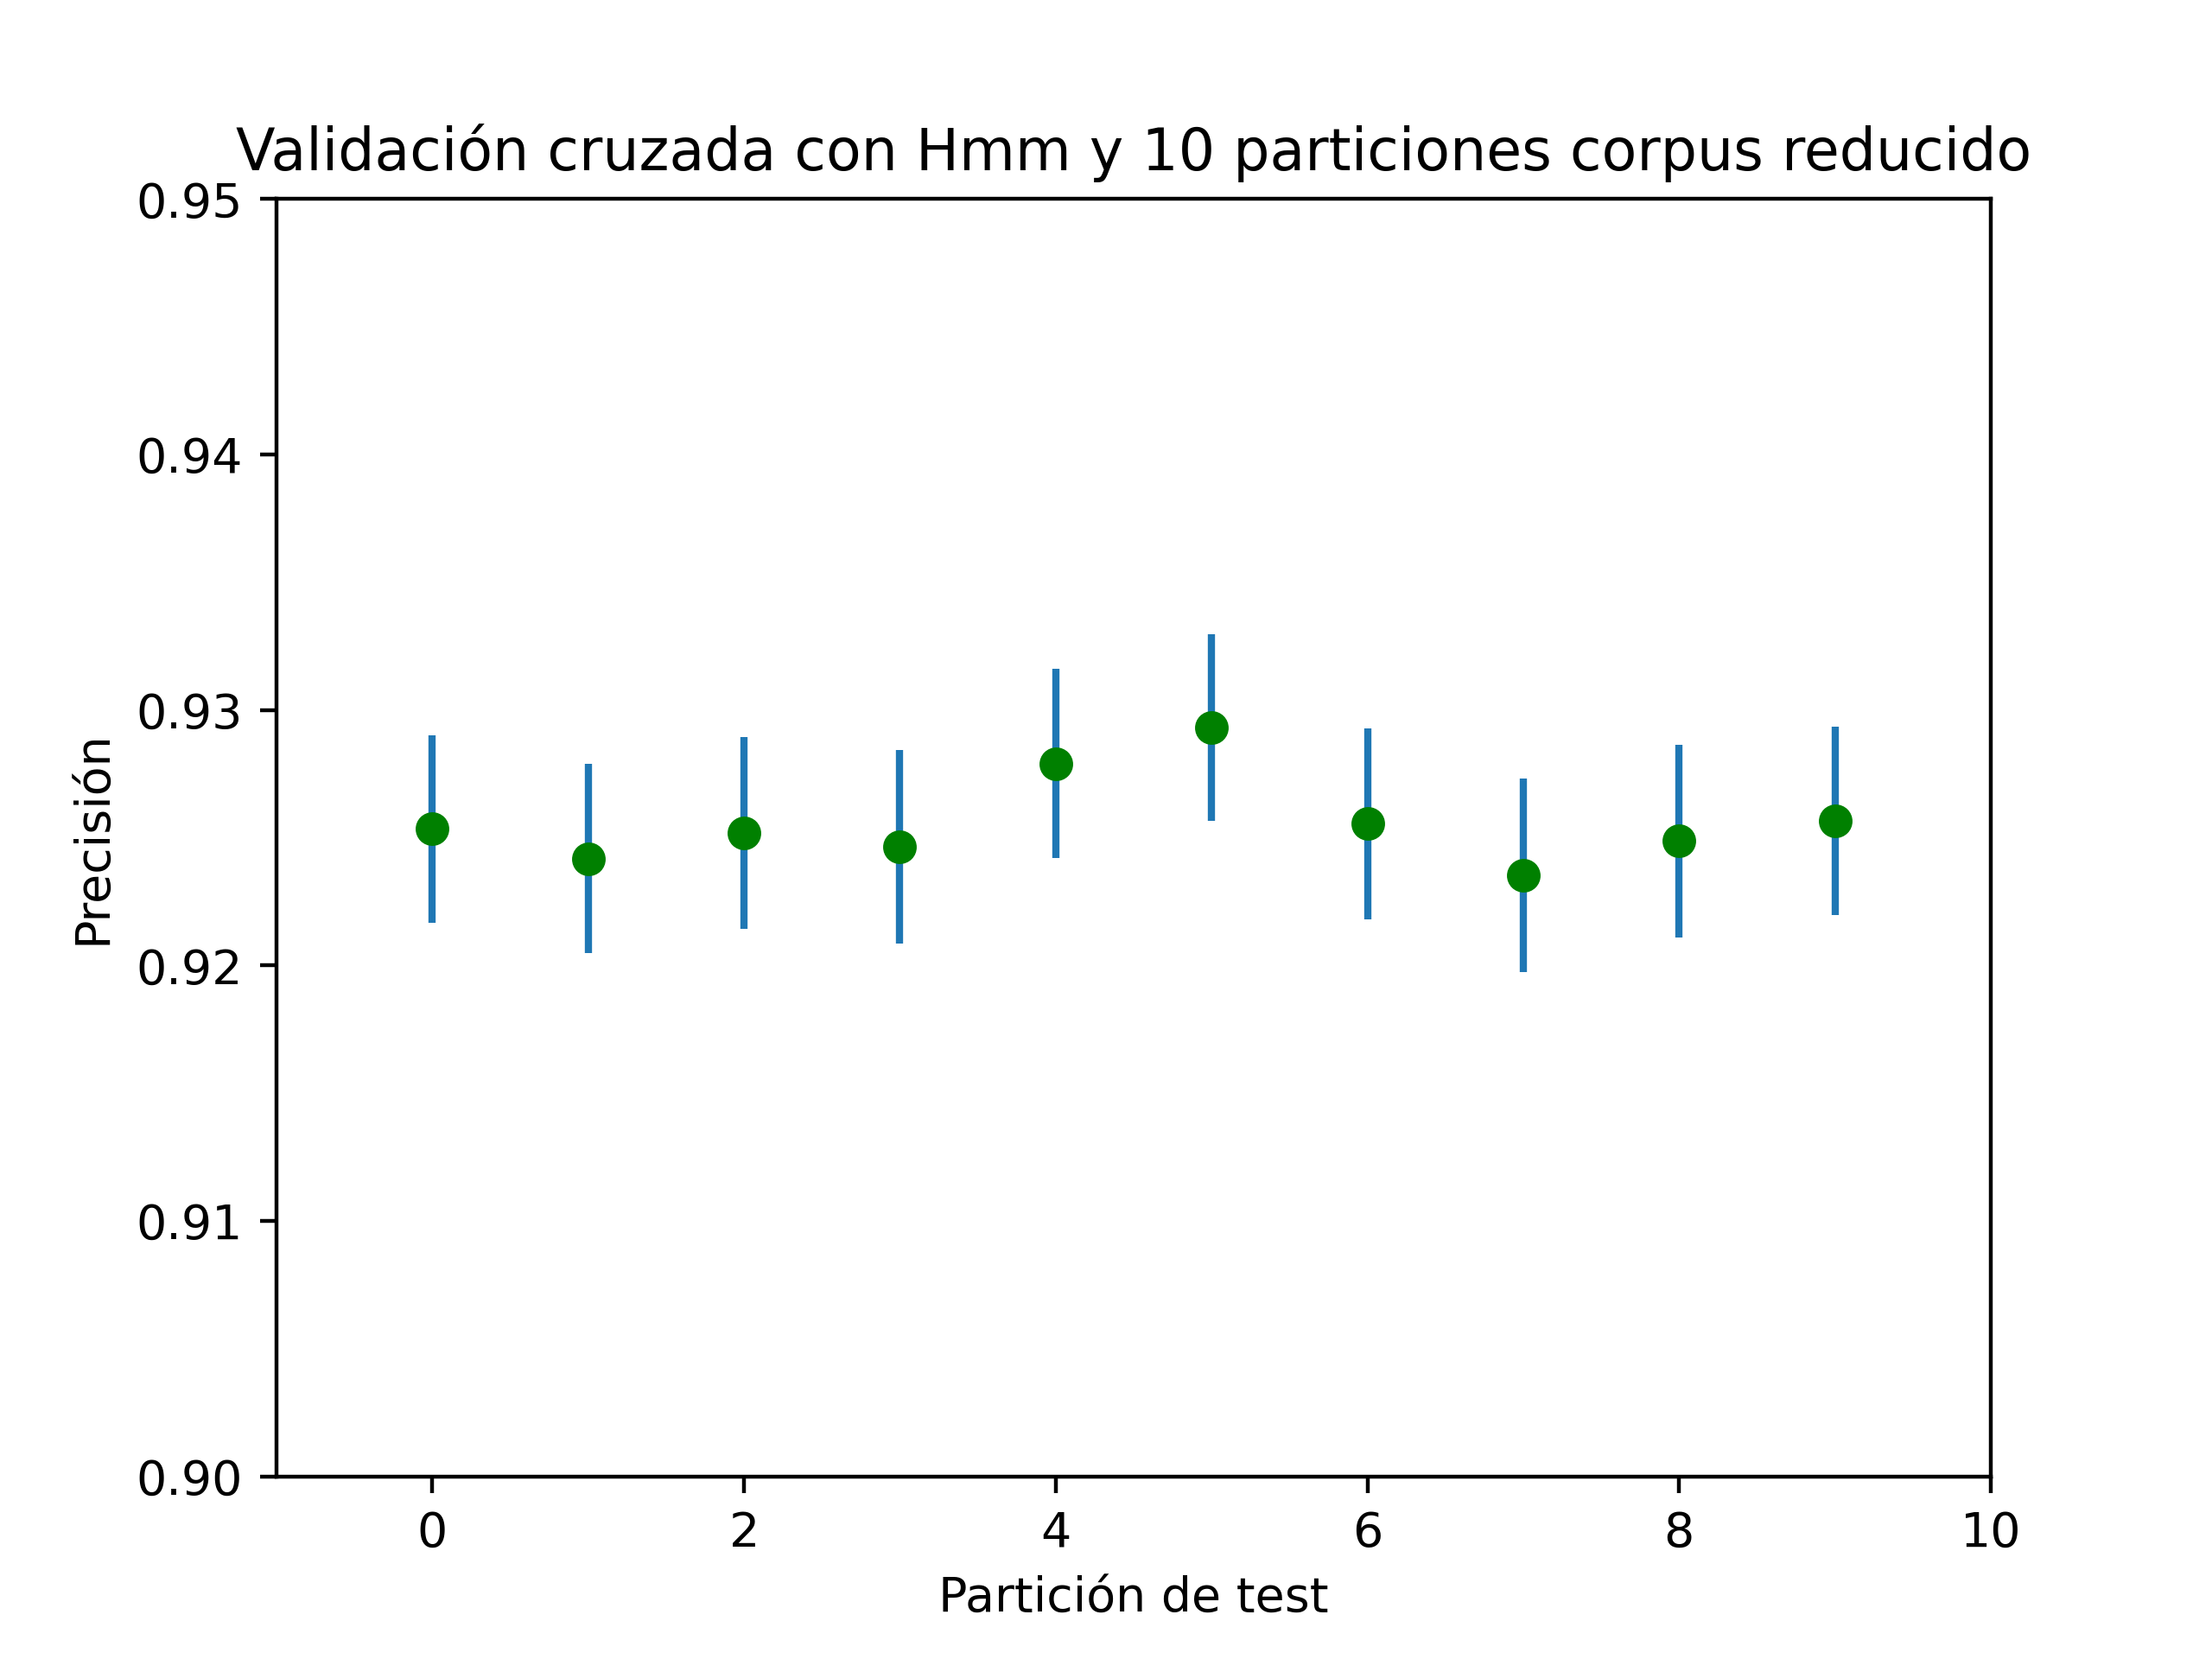 Validación cruzada con Hmm y 10 particiones corpus reducido
0.95
0.94
0.93
0.92
0.91
0.90
Precisión
0 2 4 6 8 10
Partición de test